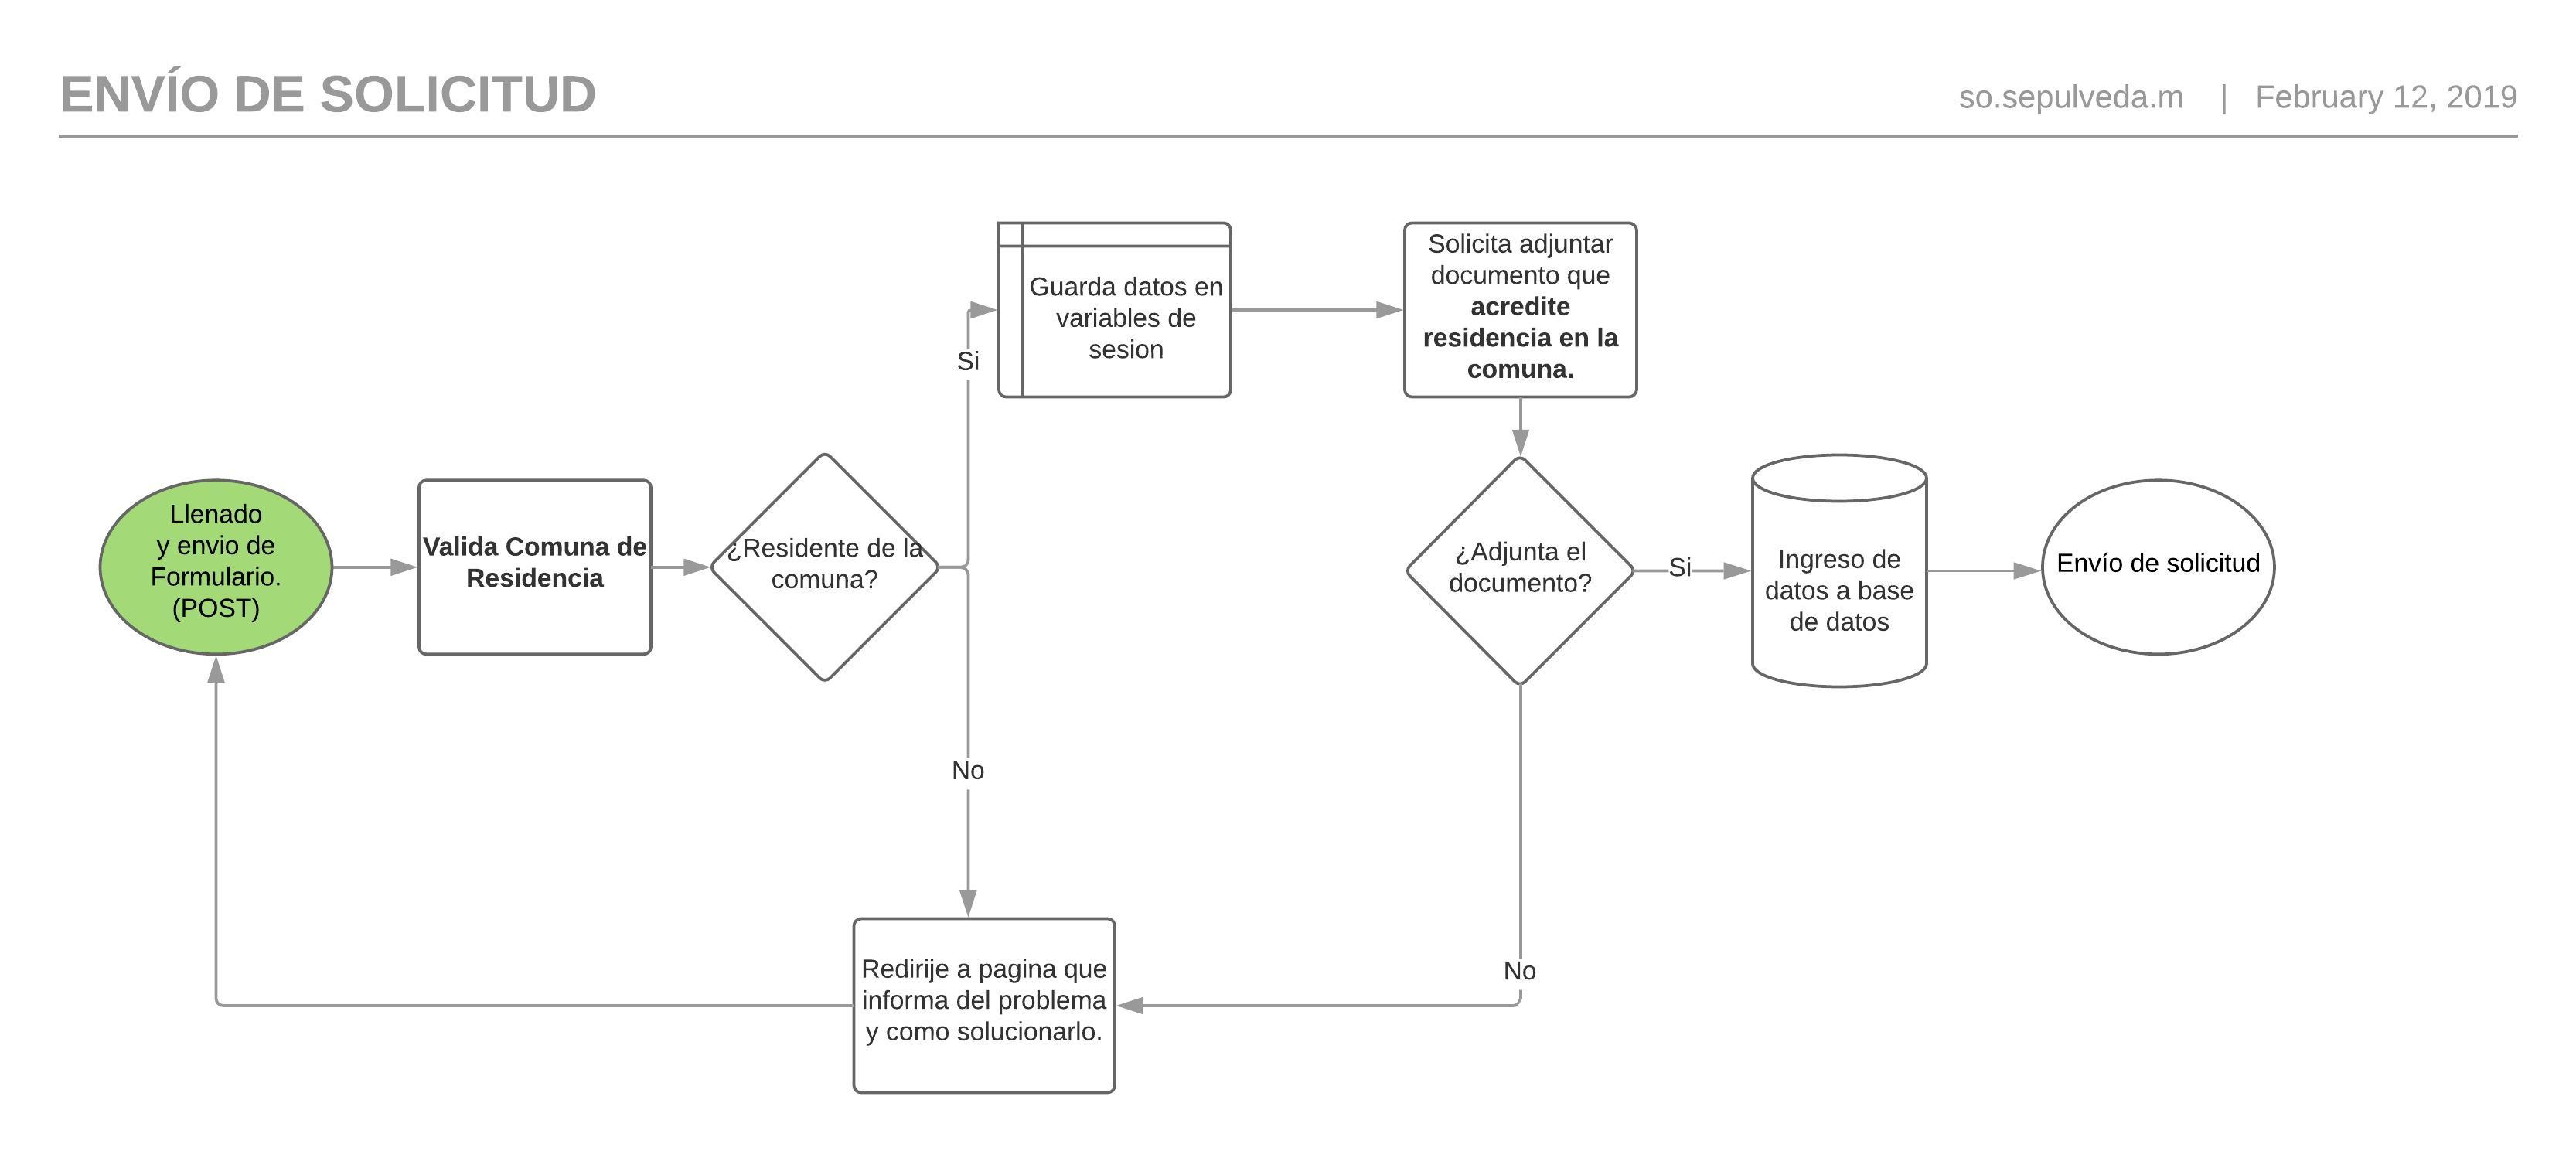 ENVÍO DE SOLICITUD
so.sepulveda.m | February 12, 2019
Llenado
y envio de
Formulario.
(POST)
Valida Comuna de
Residencia
¿Residente de la
comuna?
Si
Guarda datos en
variables de
sesion
Solicita adjuntar
documento que
acredite
residencia en la
comuna.
¿Adjunta el
documento?
Si
Ingreso de
datos a base
de datos
Envío de solicitud
No
No
Redirije a pagina que
informa del problema
y como solucionarlo.